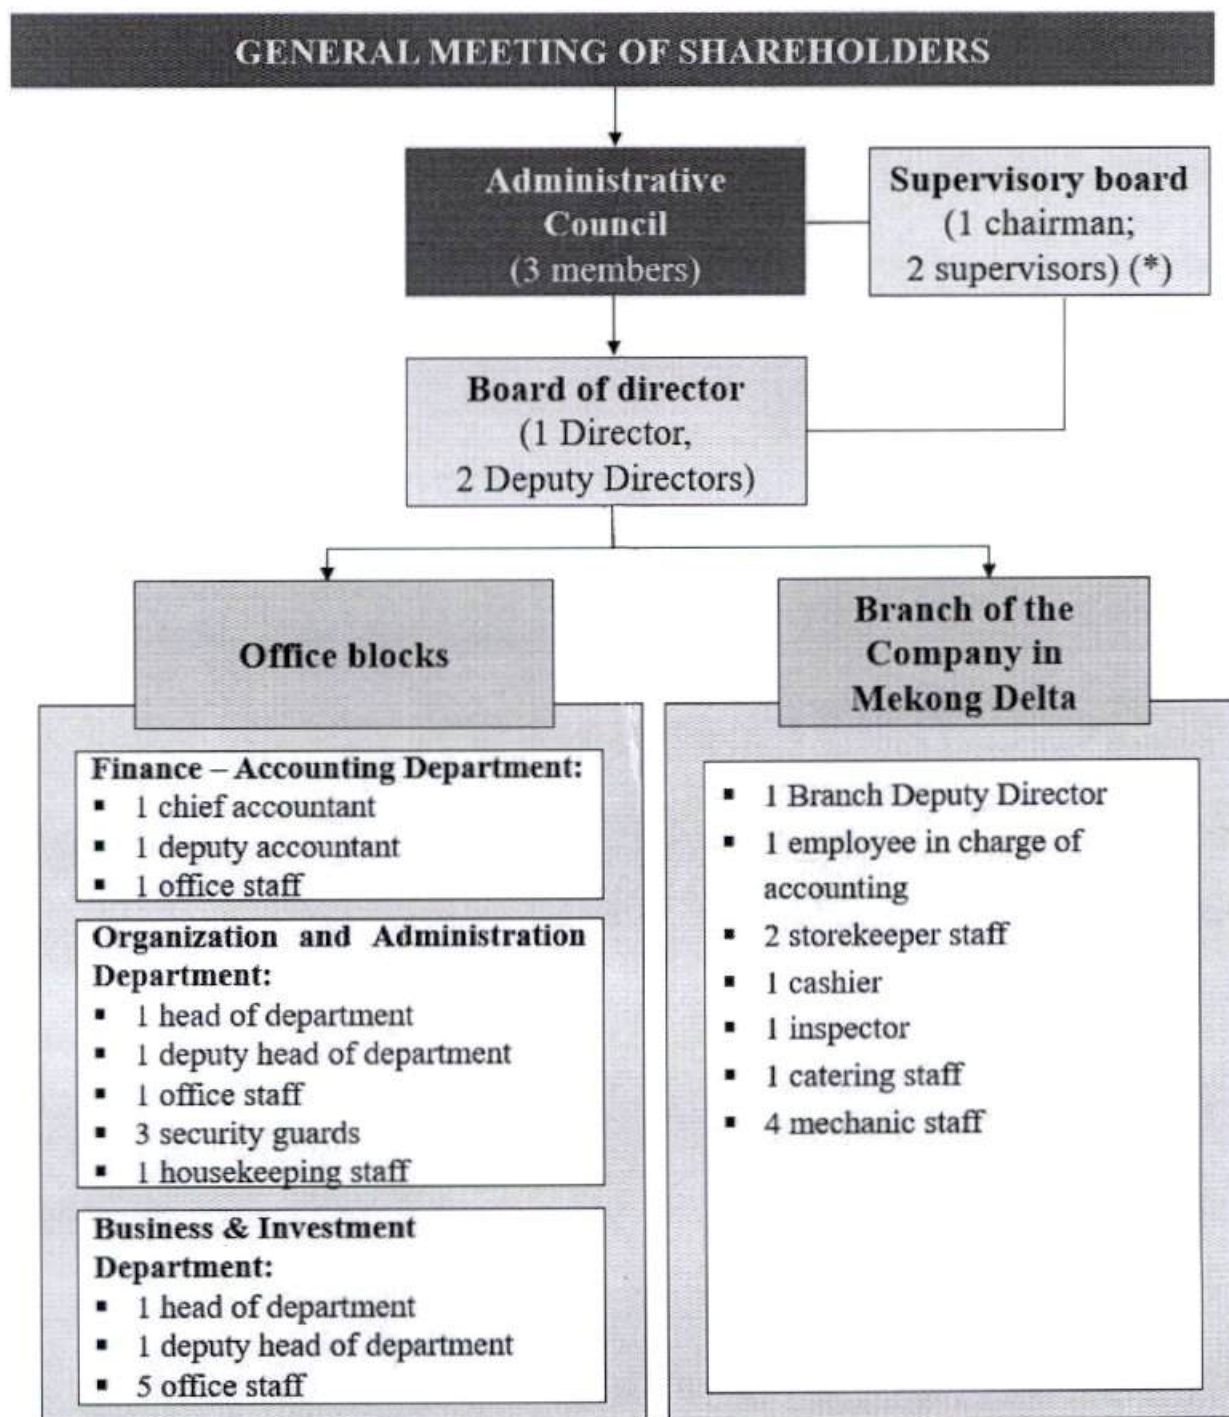 GENERAL MEETING OF SHAREHOLDERS
Administrative
Council
(3 members)
Supervisory board
(1 chairman;
2 supervisors) (*)
Board of director
(1 Director,
2 Deputy Directors)
Office blocks
Finance – Accounting Department:
▪ 1 chief accountant
▪ 1 deputy accountant
▪ 1 office staff
Organization and Administration
Department:
▪ 1 head of department
▪ 1 deputy head of department
▪ 1 office staff
▪ 3 security guards
▪ 1 housekeeping staff
Business & Investment
Department:
▪ 1 head of department
▪ 1 deputy head of department
▪ 5 office staff
Branch of the
Company in
Mekong Delta
▪ 1 Branch Deputy Director
▪ 1 employee in charge of
accounting
▪ 2 storekeeper staff
▪ 1 cashier
▪ 1 inspector
▪ 1 catering staff
▪ 4 mechanic staff